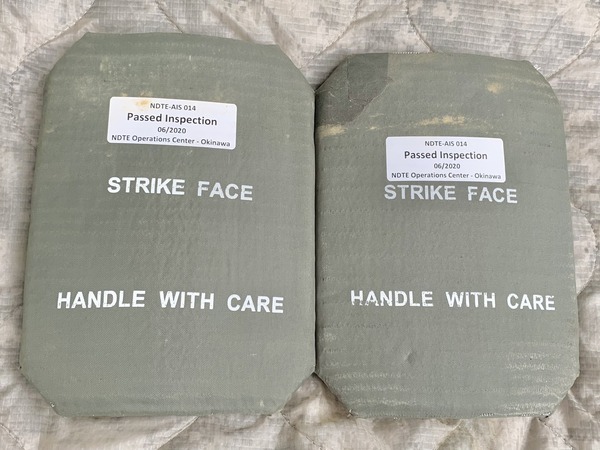 NDTE-AIS 014
Passed Inspection
06/2020
NDTE Operations Center - Okinawa
STRIKE FACE
HANDLE WITH CARE
NDTE-AIS 014
Passed Inspection
06/2020
NDTE Operations Center - Okinawa
STRIKE FACE
HANDLE WITH CARE